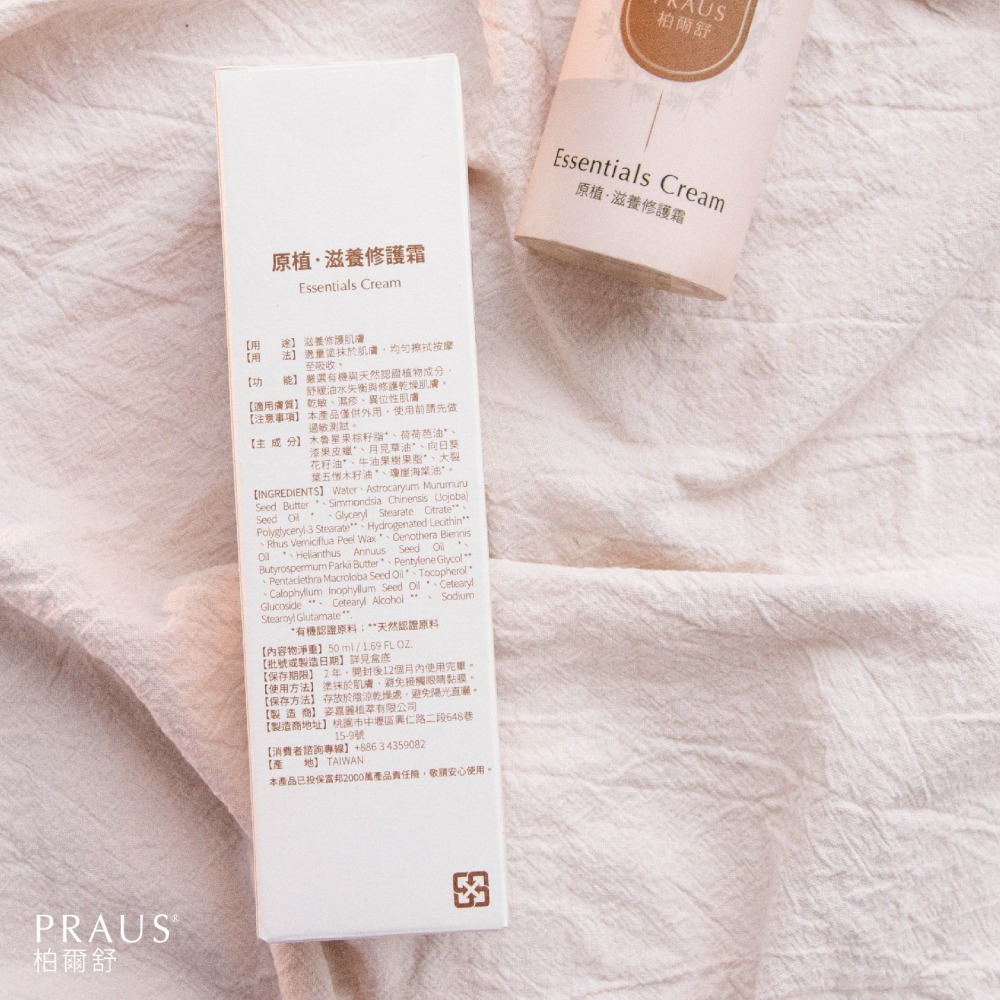 PRAUS
柏爾舒
Essentials Cream
原植·滋養修護霜
原植·滋養修護霜
Essentials Cream
【用　途】滋養修護肌膚
【用　法】適量塗抹於肌膚，均勻擦拭按摩
至吸收。
【功　能】嚴選有機與天然認證植物成分，
舒緩油水失衡與修護乾燥肌膚。
【適用膚質】乾敏、濕疹、異位性肌膚
【注意事項】本產品僅供外用，使用前請先做
過敏測試。
【主成分】木魯星果棕籽脂*、荷荷芭油*、
漆果皮蠟*、月見草油*、向日葵
花籽油*、牛油果樹果脂*、大裂
葉五愷木籽油*、瓊崖海棠油*。
【INGREDIENTS】Water、Astrocaryum Murumuru
Seed Butter *、Simmondsia Chinensis (Jojoba)
Seed Oil *、Glyceryl Stearate Citrate**、
Polyglyceryl-3 Stearate**、Hydrogenated Lecithin**
、Rhus Verniciflua Peel Wax *、Oenothera Biennis
Oil *、Helianthus Annuus Seed Oil *、
Butyrospermum Parkii Butter *、Pentylene Glycol **
、Pentaclethra Macroloba Seed Oil *、Tocopherol *
、Calophyllum Inophyllum Seed Oil *、Cetearyl
Glucoside **、Cetearyl Alcohol **、Sodium
Stearoyl Glutamate **.
*有機認證原料；**天然認證原料
【內容物淨重】50 ml / 1.69 FL OZ.
【批號或製造日期】詳見盒底
【保存期限】2 年，開封後12個月內使用完畢。
【使用方法】塗抹於肌膚，避免接觸眼睛黏膜。
【保存方法】存放於陰涼乾燥處，避免陽光直曬。
【製造商】姿嘉麗植萃有限公司
【製造商地址】桃園市中壢區興仁路二段648巷
15-9號
【消費者諮詢專線】+886 3 4359082
【產　地】TAIWAN
本產品已投保富邦2000萬產品責任險，敬請安心使用。
PRAUS®
柏爾舒